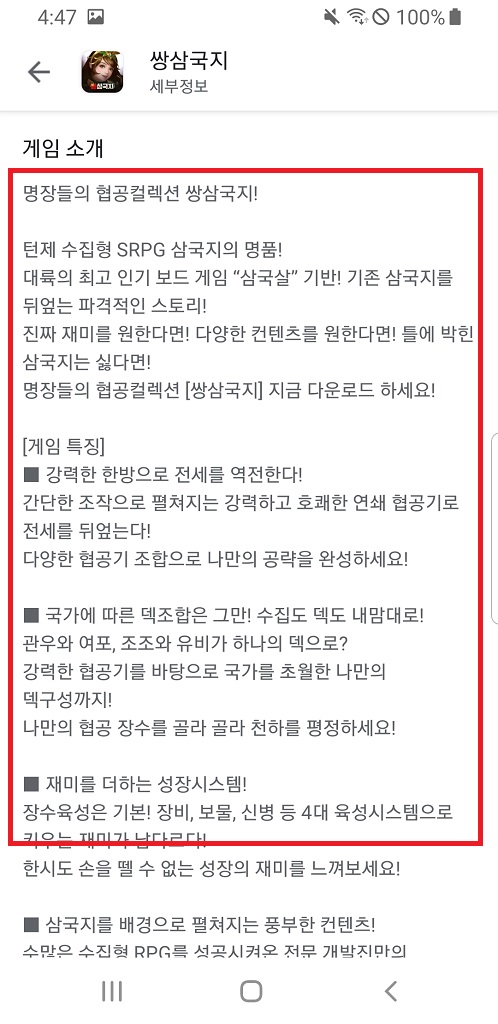 4:47 100%
쌍삼국지
삼국지
세부정보
게임 소개
명장들의 협공컬렉션 쌍삼국지!
턴제 수집형 SRPG 삼국지의 명품!
대륙의 최고 인기 보드 게임 “삼국살” 기반! 기존 삼국지를
뒤엎는 파격적인 스토리!
진짜 재미를 원한다면! 다양한 컨텐츠를 원한다면! 틀에 박힌
삼국지는 싫다면!
명장들의 협공컬렉션 [쌍삼국지] 지금 다운로드 하세요!
[게임 특징]
■ 강력한 한방으로 전세를 역전한다!
간단한 조작으로 펼쳐지는 강력하고 호쾌한 연쇄 협공기로
전세를 뒤엎는다!
다양한 협공기 조합으로 나만의 공략을 완성하세요!
■ 국가에 따른 덱조합은 그만! 수집도 덱도 내맘대로!
관우와 여포, 조조와 유비가 하나의 덱으로?
강력한 협공기를 바탕으로 국가를 초월한 나만의
덱구성까지!
나만의 협공 장수를 골라 골라 천하를 평정하세요!
■ 재미를 더하는 성장시스템!
장수육성은 기본! 장비, 보물, 신병 등 4대 육성시스템으로
키우는 재미가 남다르다!
한시도 손을 뗄 수 없는 성장의 재미를 느껴보세요!
■ 삼국지를 배경으로 펼쳐지는 풍부한 컨텐츠!
수많은 수집형 RPG를 성공시켜온 전문 개발진만의